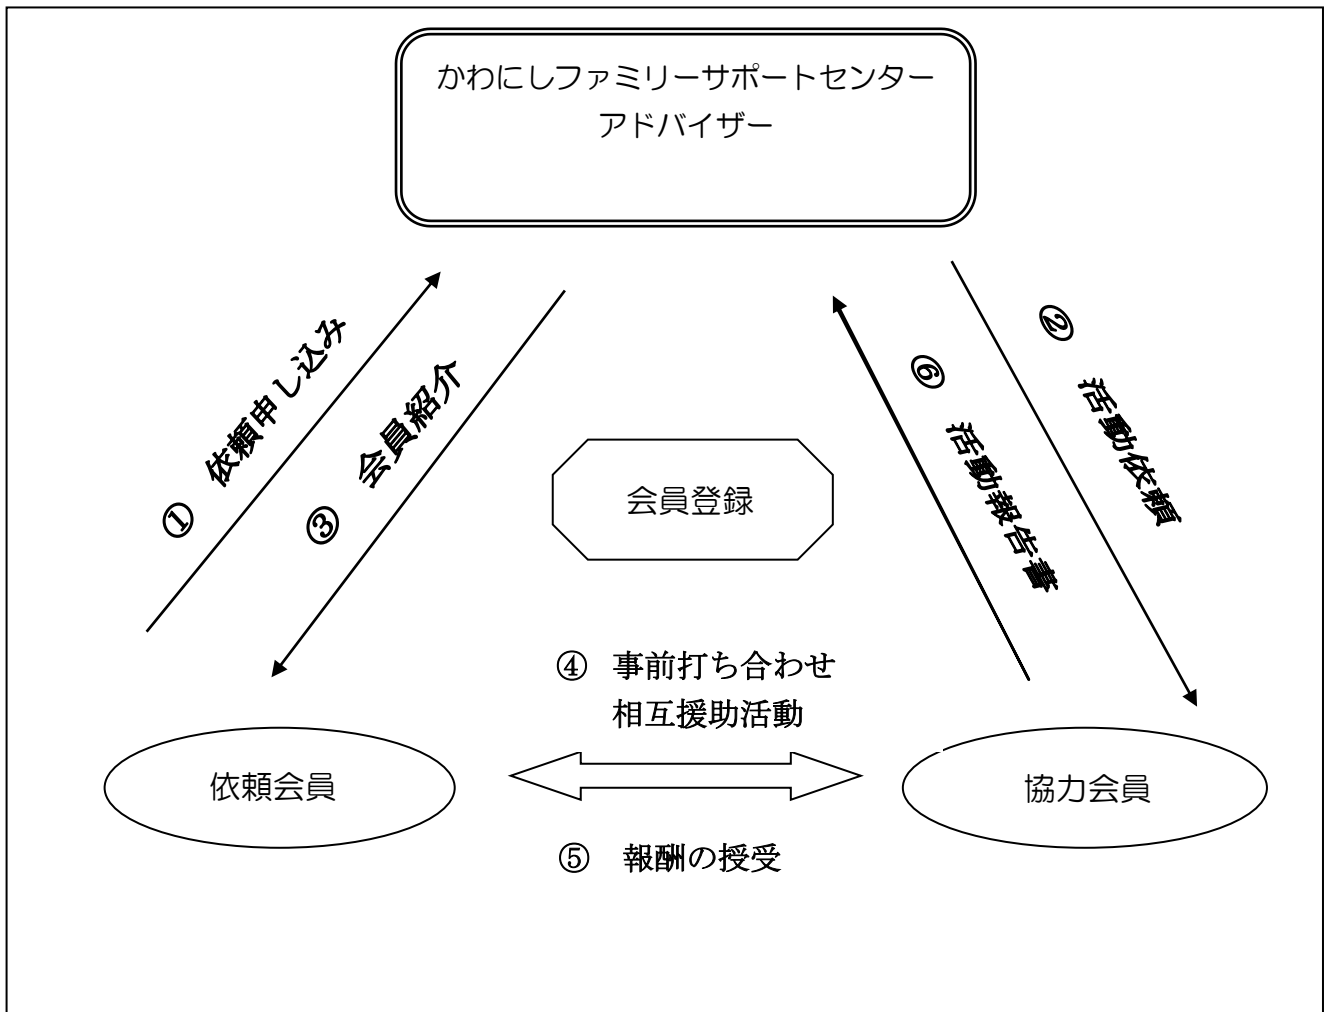 かわにしファミリーサポートセンター
アドバイザー
① 依頼申し込み
③ 会員紹介
② 活動依頼
⑥ 活動報告書
会員登録
④ 事前打ち合わせ
相互援助活動
依頼会員
協力会員
⑤ 報酬の授受